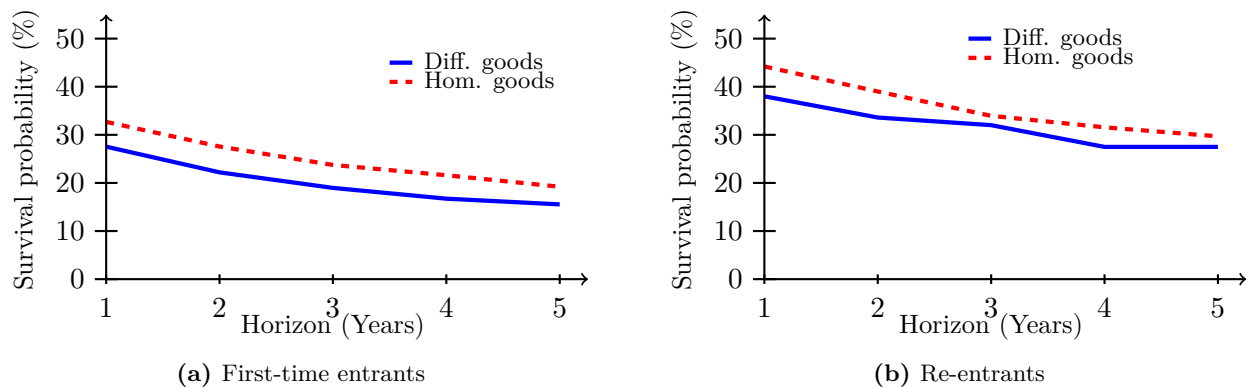 Survival probability (%)
50
40
30
20
10
0
Diff. goods
Hom. goods
1 2 3 4 5
Horizon (Years)
(a) First-time entrants
Survival probability (%)
50
40
30
20
10
0
Diff. goods
Hom. goods
1 2 3 4 5
Horizon (Years)
(b) Re-entrants